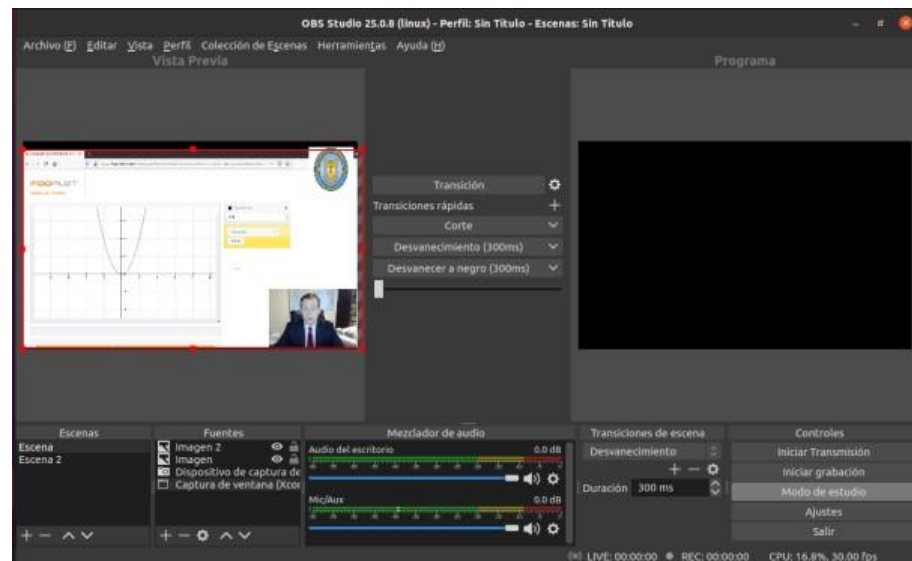 OBS Studio 25.0.8 (linux) - Perfil: Sin Título - Escenas: Sin Título
Archivo (F) Editar Vista Perfil Colección de Escenas Herramientas Ayuda (H)
Vista Previa
Programa
Transición
Transiciones rápidas
Corte
Desvanecimiento (300ms)
Desvanecer a negro (300ms)
Escenas
Escena
Escena 2
Fuentes
Imagen 2
Imagen
Dispositivo de captura de
Captura de ventana (Xco
Mezclador de audio
Audio del escritorio 0.0 dB
Mic/Aux 0.0 dB
Transiciones de escena
Desvanecimiento
Duración 300 ms
Controles
Iniciar Transmisión
Iniciar grabación
Modo de estudio
Ajustes
Salir
LIVE: 00:00:00 REC: 00:00:00 CPU: 16.8%, 30.00 fps